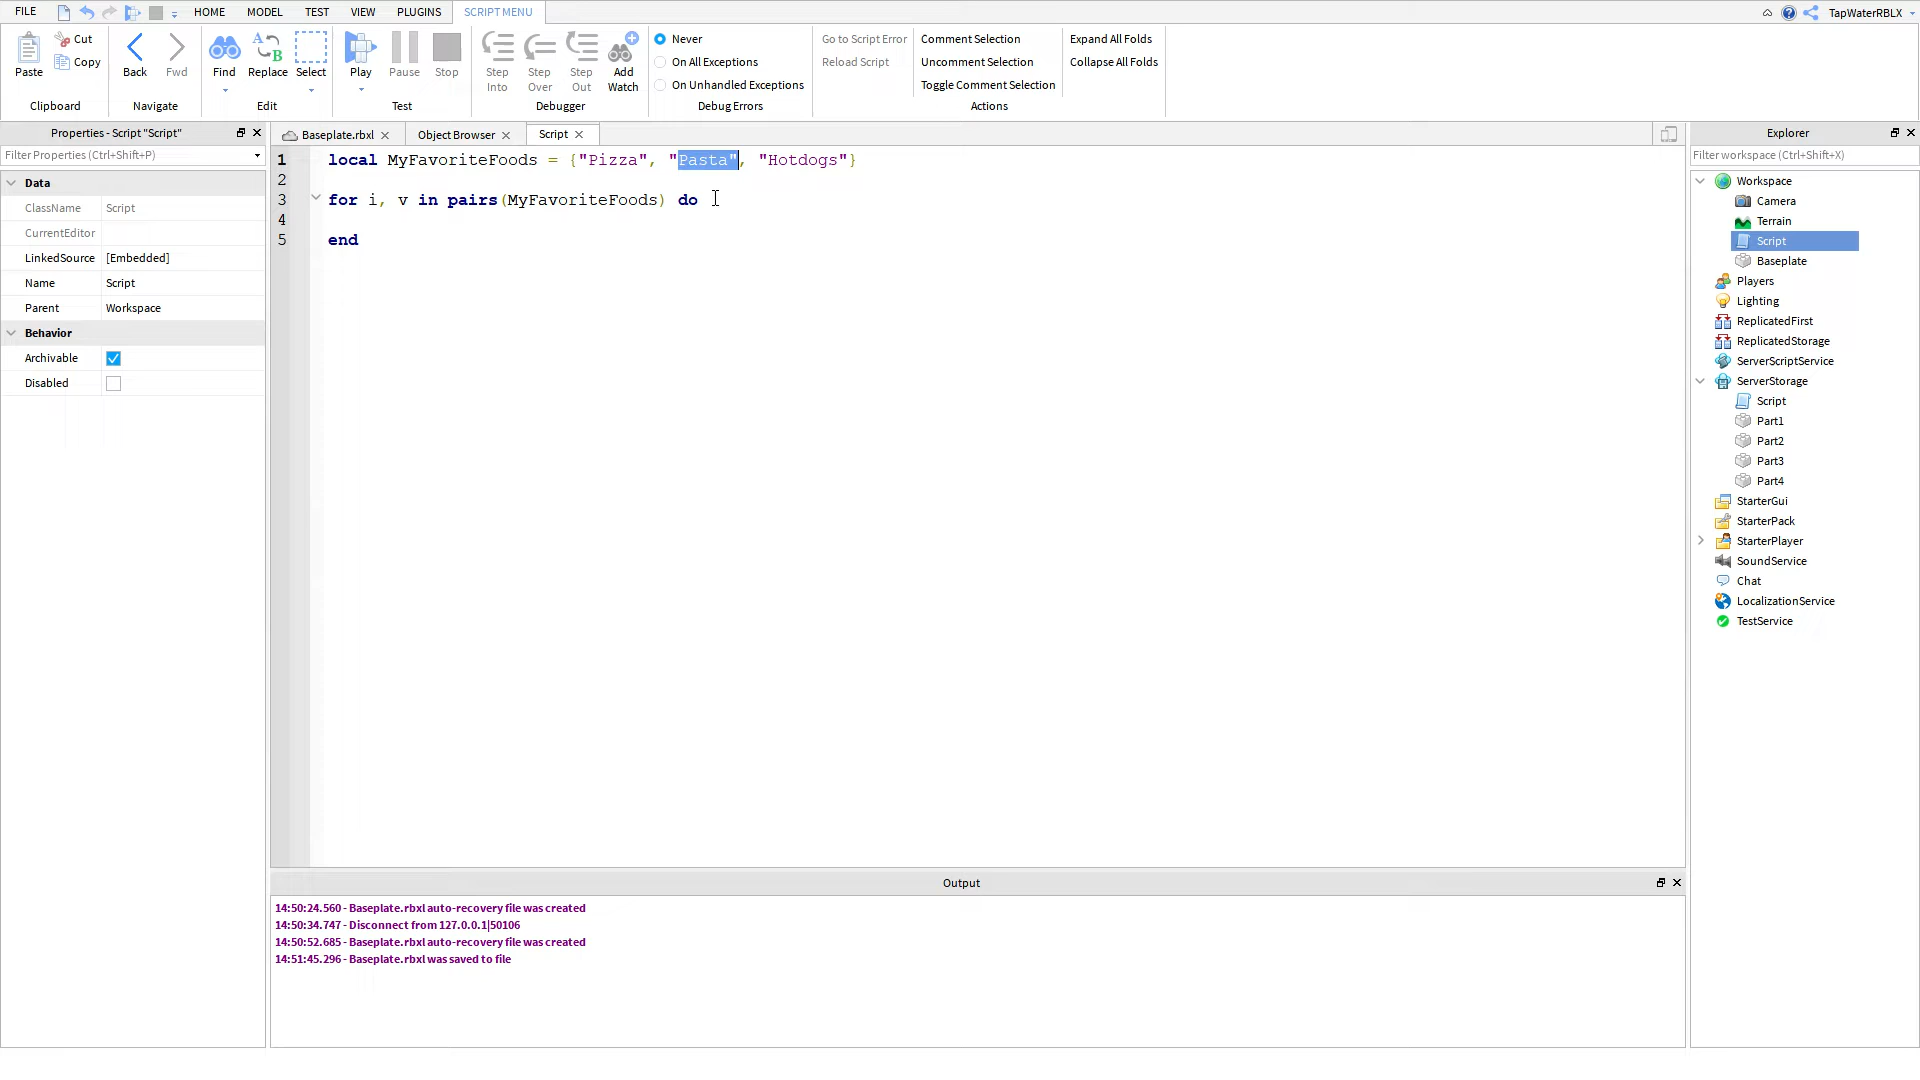 FILE HOME MODEL TEST VIEW PLUGINS SCRIPT MENU TapWaterRBLX
Paste Cut Copy Back Fwd Find Replace Select Play Pause Stop Step Into Step Over Step Out Add Watch
Never
On All Exceptions
On Unhandled Exceptions
Go to Script Error
Reload Script
Comment Selection
Uncomment Selection
Toggle Comment Selection
Expand All Folds
Collapse All Folds
Clipboard Navigate Edit Test Debugger Debug Errors Actions
Properties - Script "Script"
Filter Properties (Ctrl+Shift+P)
Data
ClassName Script
CurrentEditor
LinkedSource [Embedded]
Name Script
Parent Workspace
Behavior
Archivable
Disabled
Baseplate.rbxl Object Browser Script
1 local MyFavoriteFoods = {"Pizza", "Pasta", "Hotdogs"}
2
3 for i, v in pairs(MyFavoriteFoods) do
4
5 end
Output
14:50:24.560 - Baseplate.rbxl auto-recovery file was created
14:50:34.747 - Disconnect from 127.0.0.1|50106
14:50:52.685 - Baseplate.rbxl auto-recovery file was created
14:51:45.296 - Baseplate.rbxl was saved to file
Explorer
Filter workspace (Ctrl+Shift+X)
Workspace
Camera
Terrain
Script
Baseplate
Players
Lighting
ReplicatedFirst
ReplicatedStorage
ServerScriptService
ServerStorage
Script
Part1
Part2
Part3
Part4
StarterGui
StarterPack
StarterPlayer
SoundService
Chat
LocalizationService
TestService